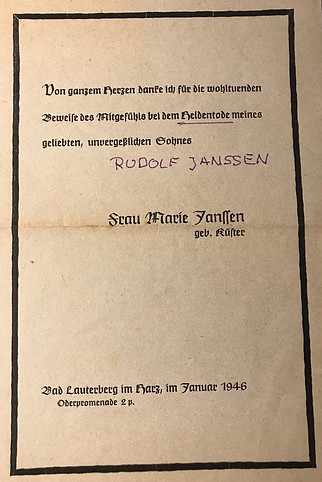 Von ganzem Herzen danke ich für die wohltuenden
Beweise des Mitgefühls bei dem Heldentode meines
geliebten, unvergeßlichen Sohnes
RUDOLF JANSSEN
Frau Marie Janssen
geb. Küster
Bad Lauterberg im Harz, im Januar 1946
Oderpromenade 2 p.